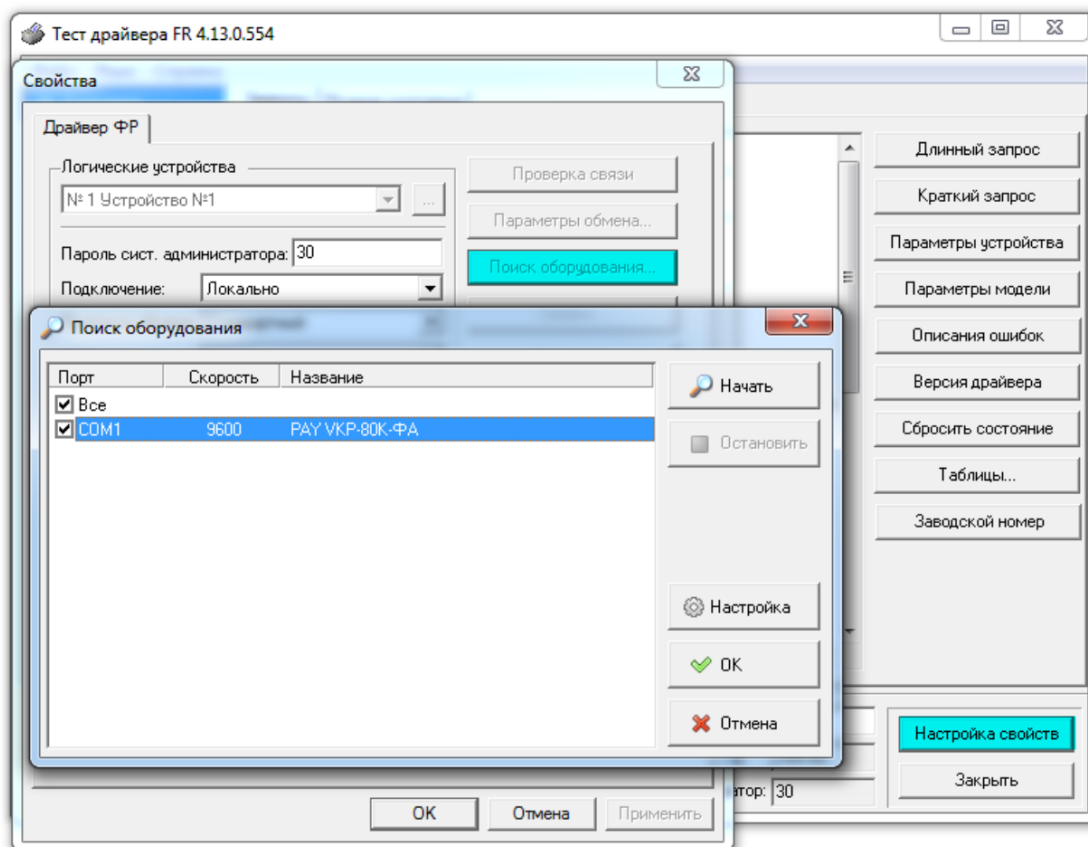 Тест драйвера FR 4.13.0.554
Свойства
Драйвер ФР
Логические устройства
№ 1 Устройство №1
...
Пароль сист. администратора: 30
Подключение: Локально
Проверка связи
Параметры обмена...
Поиск оборудования...
Поиск оборудования
Порт Скорость Название
Все
COM1 9600 PAY VKP-80K-ФА
Начать
Остановить
Настройка
OK
Отмена
OK Отмена Применить
Длинный запрос
Краткий запрос
Параметры устройства
Параметры модели
Описания ошибок
Версия драйвера
Сбросить состояние
Таблицы...
Заводской номер
Настройка свойств
атор: 30
Закрыть